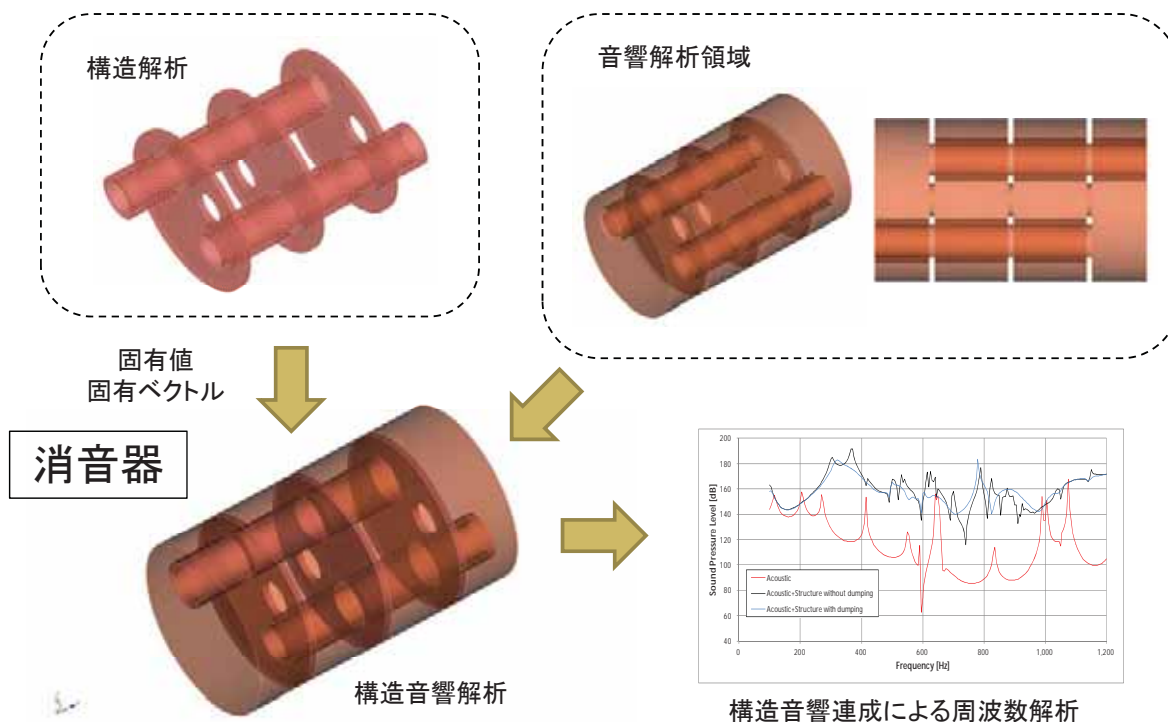 構造解析
音響解析領域
固有値
固有ベクトル
消音器
構造音響解析
200
180
160
140
120
100
80
60
40
Sound Pressure Level [dB]
Acoustic
Acoustic+Structure without dumping
Acoustic+Structure with dumping
0
200
400
600
800
1,000
1,200
Frequency [Hz]
構造音響連成による周波数解析